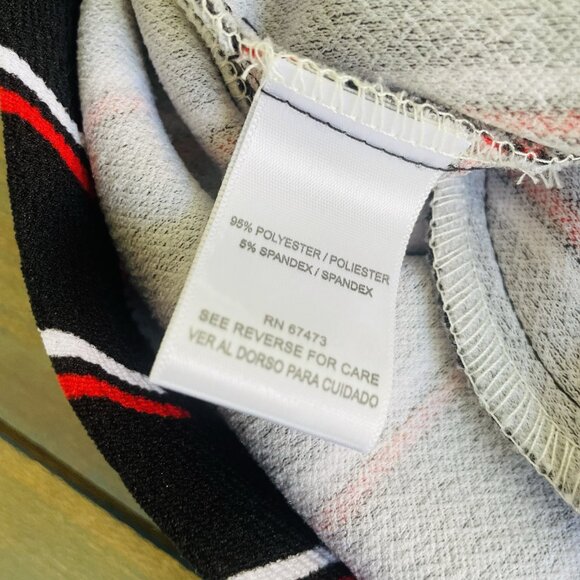 95% POLYESTER / POLIESTER
5% SPANDEX / SPANDEX
RN 67473
SEE REVERSE FOR CARE
VER AL DORSO PARA CUIDADO